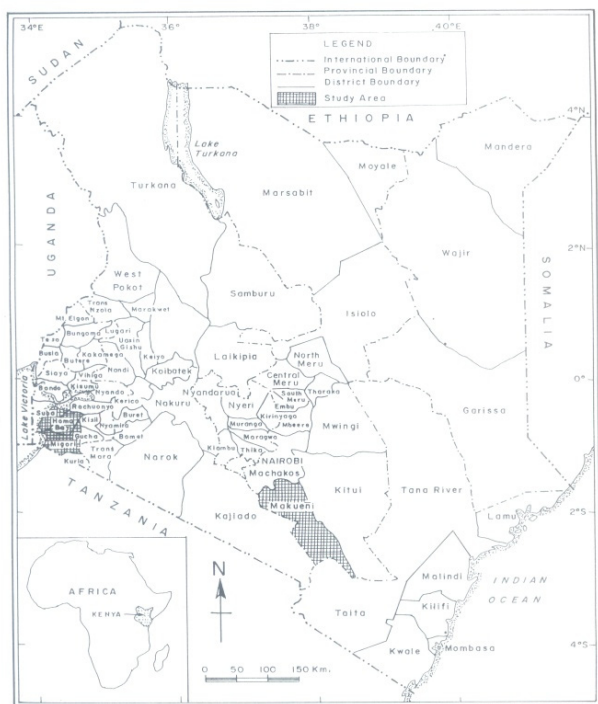 34°E
36°
38°
40°E
LEGEND
International Boundary
Provincial Boundary
District Boundary
Study Area
SUDAN
ETHIOPIA
4°N
Lake
Turkana
Mandera
Moyale
Turkana
Marsabit
UGANDA
Wajir
SOMALIA
2°N
West
Pokot
Samburu
Isiolo
Trans
Nzoia
Marakwet
Mt. Elgon
Bungoma
Lugari
Uasin
Gishu
Teso
Busia
Kakamega
Butere
Keiyo
Laikipia
North
Meru
Siaya
Vihiga
Nandi
Koibatek
Central
Meru
0°
Bondo
Kisumu
Nyando
Nyandarua
South
Meru
Tharaka
Garissa
Lake Victoria
Suba
Rachuonyo
Kericho
Nakuru
Nyeri
Embu
Homa
Bay
Kisii
Buret
Kirinyaga
Mbeere
Mwingi
Nyamira
Muranga
Migori
Gucha
Bomet
Maragwa
Kuria
Trans
Mara
Narok
Kiambu
Thika
NAIROBI
Machakos
TANZANIA
Kitui
Tana River
Kajiado
Makueni
Lamu
2°S
Malindi
INDIAN
OCEAN
AFRICA
KENYA
N
Taita
Kilifi
Mombasa
Kwale
4°S
0 50 100 150 Km.